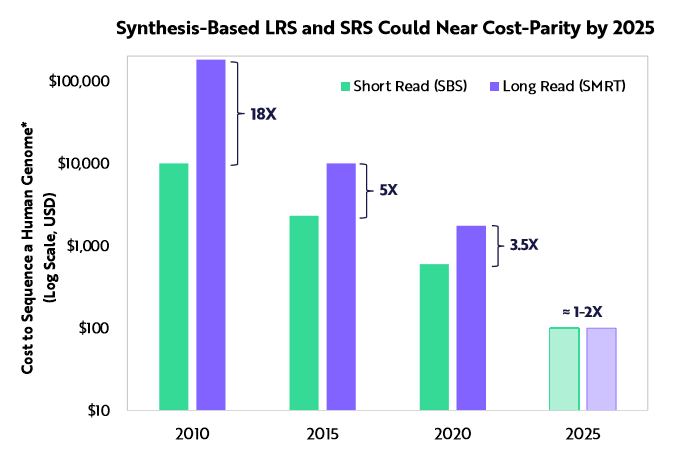 Synthesis-Based LRS and SRS Could Near Cost-Parity by 2025
Cost to Sequence a Human Genome*
(Log Scale, USD)
$100,000
$10,000
$1,000
$100
$10
Short Read (SBS)
Long Read (SMRT)
18X
5X
3.5X
≈ 1-2X
2010
2015
2020
2025